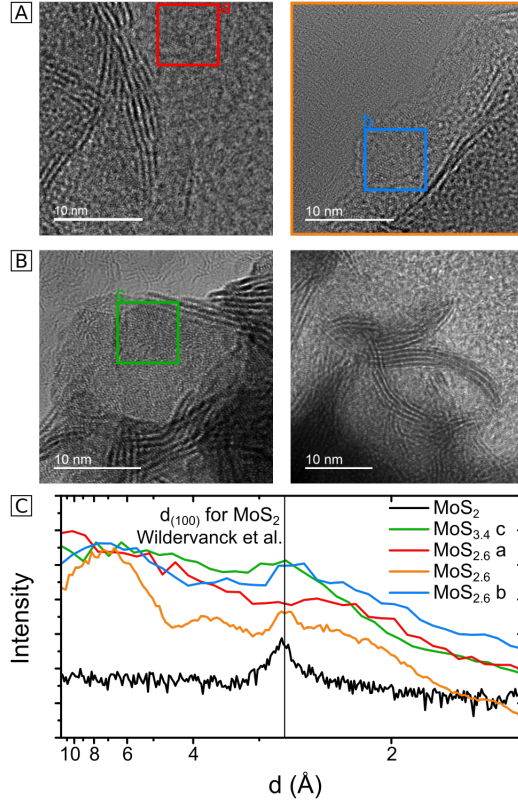 A
a
10 nm
b
10 nm
B
c
10 nm
10 nm
C
d(100) for MoS2
Wildervanck et al.
MoS2
MoS3.4 c
MoS2.6 a
MoS2.6
MoS2.6 b
Intensity
10 8 6 4 2
d (Å)